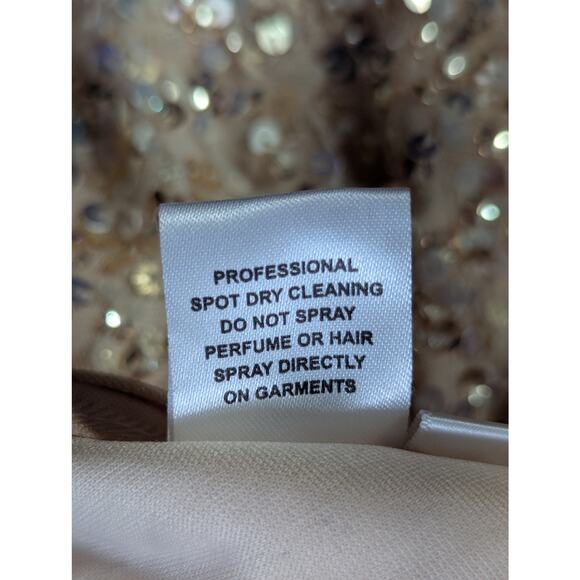 PROFESSIONAL
SPOT DRY CLEANING
DO NOT SPRAY
PERFUME OR HAIR
SPRAY DIRECTLY
ON GARMENTS